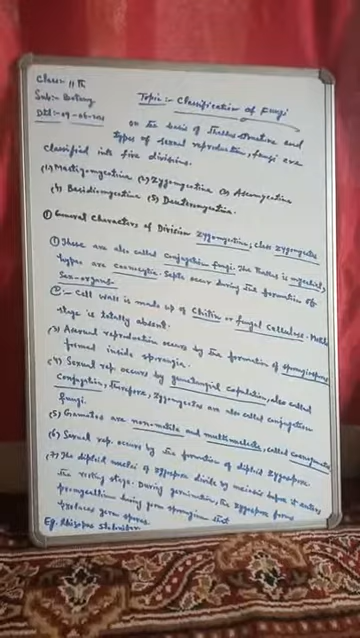 Class:- 11th
Sub:- Botany
Topic:- Classification of Fungi
on the basis of Thallus structure and
types of sexual reproduction, fungi are
classified into five divisions.
(1) Mastigomycotina (2) Zygomycotina (3) Ascomycotina
(4) Basidiomycotina (5) Deuteromycotina.
① General Characters of Division Zygomycotina, class Zygomycetes
① These are also called conjugation fungi. The thallus is mycelial,
hyphae are coenocytic. Septa occur during the formation of
Sex-organs.
②:- Cell wall is made up of Chitin or fungal Cellulose. Motile
stage is totally absent.
(3) Asexual reproduction occurs by the formation of sporangiospores
formed inside sporangia.
(4) Sexual rep. occurs by gametangial copulation, also called
Conjugation, therefore, Zygomycetes are also called conjugation
fungi.
(5) Gametes are non-motile and multinucleate, called coenogametes
(6) Sexual rep. occurs by the formation of diploid Zygospore
(7) The diploid nuclei of zygospore divide by meiosis before it enters
the resting stage. During germination, the zygospore forms
promycelium during germ sporangium that
produces germ spores.
Eg. Rhizopus stolonifer